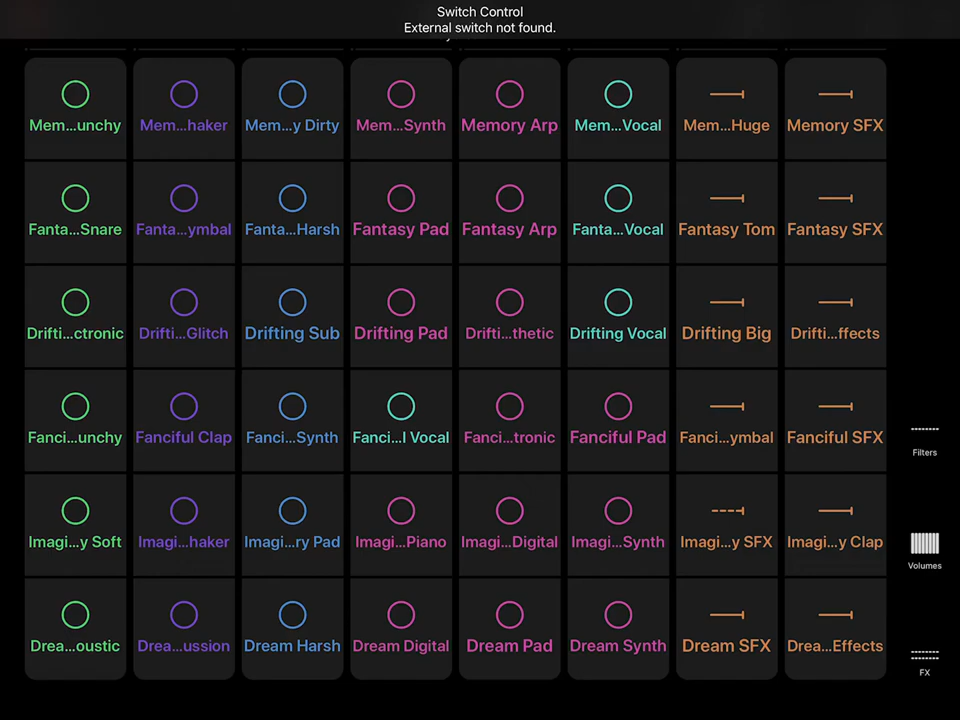 Switch Control
External switch not found.
Mem...unchy
Mem...haker
Mem...y Dirty
Mem...Synth
Memory Arp
Mem...Vocal
Mem...Huge
Memory SFX
Fanta...Snare
Fanta...ymbal
Fanta...Harsh
Fantasy Pad
Fantasy Arp
Fanta...Vocal
Fantasy Tom
Fantasy SFX
Drifti...ctronic
Drifti...Glitch
Drifting Sub
Drifting Pad
Drifti...thetic
Drifting Vocal
Drifting Big
Drifti...ffects
Fanci...unchy
Fanciful Clap
Fanci...Synth
Fanci...l Vocal
Fanci...tronic
Fanciful Pad
Fanci...ymbal
Fanciful SFX
Filters
Imagi...y Soft
Imagi...haker
Imagi...ry Pad
Imagi...Piano
Imagi...Digital
Imagi...Synth
Imagi...y SFX
Imagi...y Clap
Volumes
Drea...oustic
Drea...ussion
Dream Harsh
Dream Digital
Dream Pad
Dream Synth
Dream SFX
Drea...Effects
FX